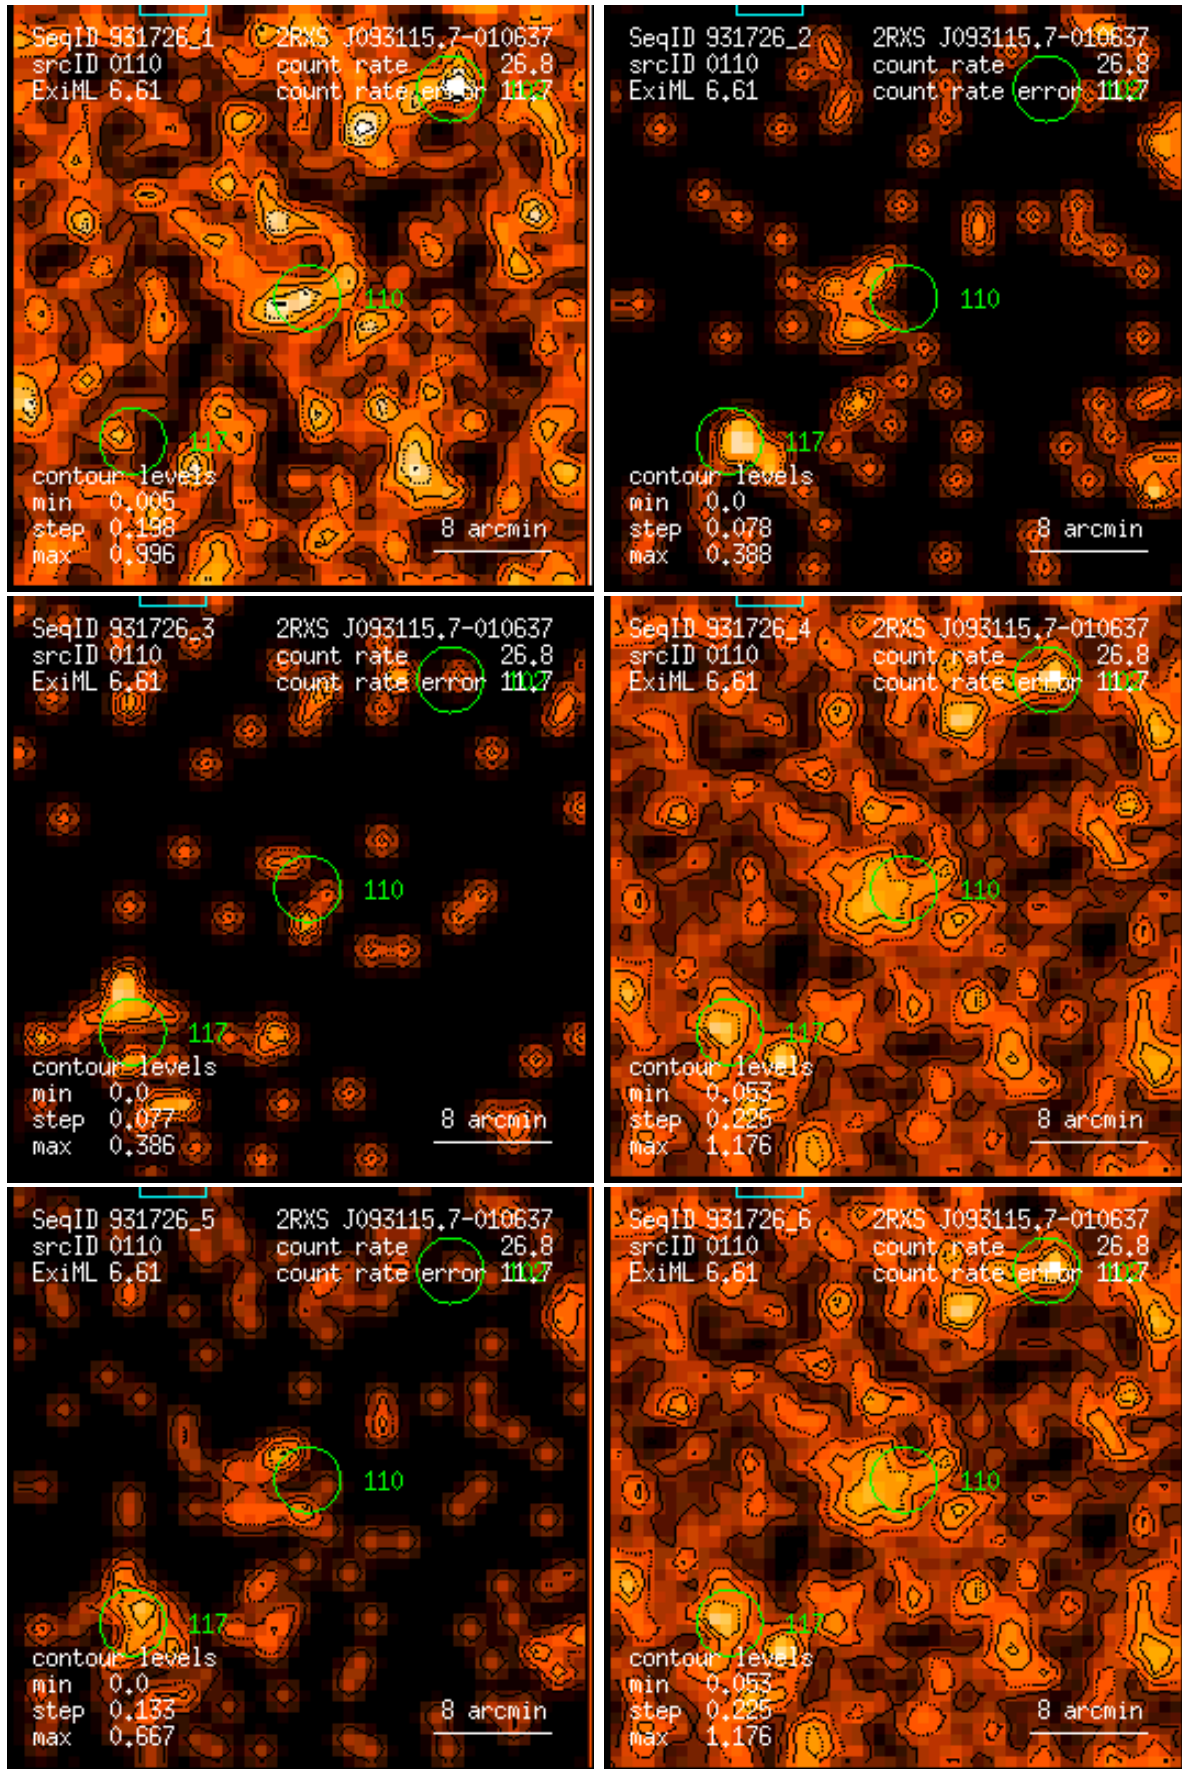 SeqID 931726_1 2RXS J093115.7-010637
srcID 0110 count rate 26.8
ExiML 6.61 count rate error 11.7
110
117
contour levels
min 0.005
step 0.198
max 0.996
8 arcmin
SeqID 931726_2 2RXS J093115.7-010637
srcID 0110 count rate 26.8
ExiML 6.61 count rate error 11.7
110
117
contour levels
min 0.0
step 0.078
max 0.388
8 arcmin
SeqID 931726_3 2RXS J093115.7-010637
srcID 0110 count rate 26.8
ExiML 6.61 count rate error 11.7
110
117
contour levels
min 0.0
step 0.077
max 0.386
8 arcmin
SeqID 931726_4 2RXS J093115.7-010637
srcID 0110 count rate 26.8
ExiML 6.61 count rate error 11.7
110
117
contour levels
min 0.053
step 0.225
max 1.176
8 arcmin
SeqID 931726_5 2RXS J093115.7-010637
srcID 0110 count rate 26.8
ExiML 6.61 count rate error 11.7
110
117
contour levels
min 0.0
step 0.133
max 0.667
8 arcmin
SeqID 931726_6 2RXS J093115.7-010637
srcID 0110 count rate 26.8
ExiML 6.61 count rate error 11.7
110
117
contour levels
min 0.053
step 0.225
max 1.176
8 arcmin